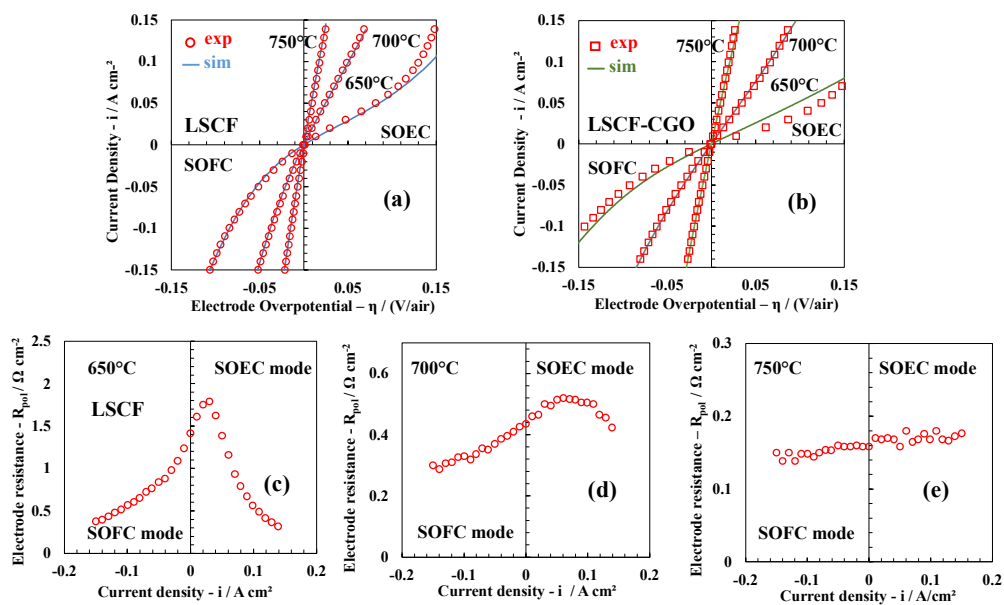 exp
sim
750°C
700°C
650°C
LSCF
SOEC
SOFC
(a)
0.15
0.1
0.05
0
-0.05
-0.1
-0.15
-0.15
-0.05
0.05
0.15
Current Density - i / A cm-²
Electrode Overpotential – η / (V/air)
exp
sim
750°C
700°C
650°C
LSCF-CGO
SOEC
SOFC
(b)
0.15
0.1
0.05
0
-0.05
-0.1
-0.15
-0.15
-0.05
0.05
0.15
Current Density - i / A cm-²
Electrode Overpotential – η / (V/air)
650°C
SOEC mode
LSCF
(c)
SOFC mode
2.5
2
1.5
1
0.5
0
-0.2
-0.1
0
0.1
0.2
Electrode resistance - Rpol / Ω cm-²
Current density - i / A cm²
700°C
SOEC mode
(d)
SOFC mode
0.6
0.4
0.2
0
-0.2
-0.1
0
0.1
0.2
Electrode resistance - Rpol / Ω cm-²
Current density - i / A cm²
750°C
SOEC mode
(e)
SOFC mode
0.3
0.2
0.1
0
-0.2
-0.1
0
0.1
0.2
Electrode resistance – Rpol / Ω cm-²
Current density - i / A/cm²